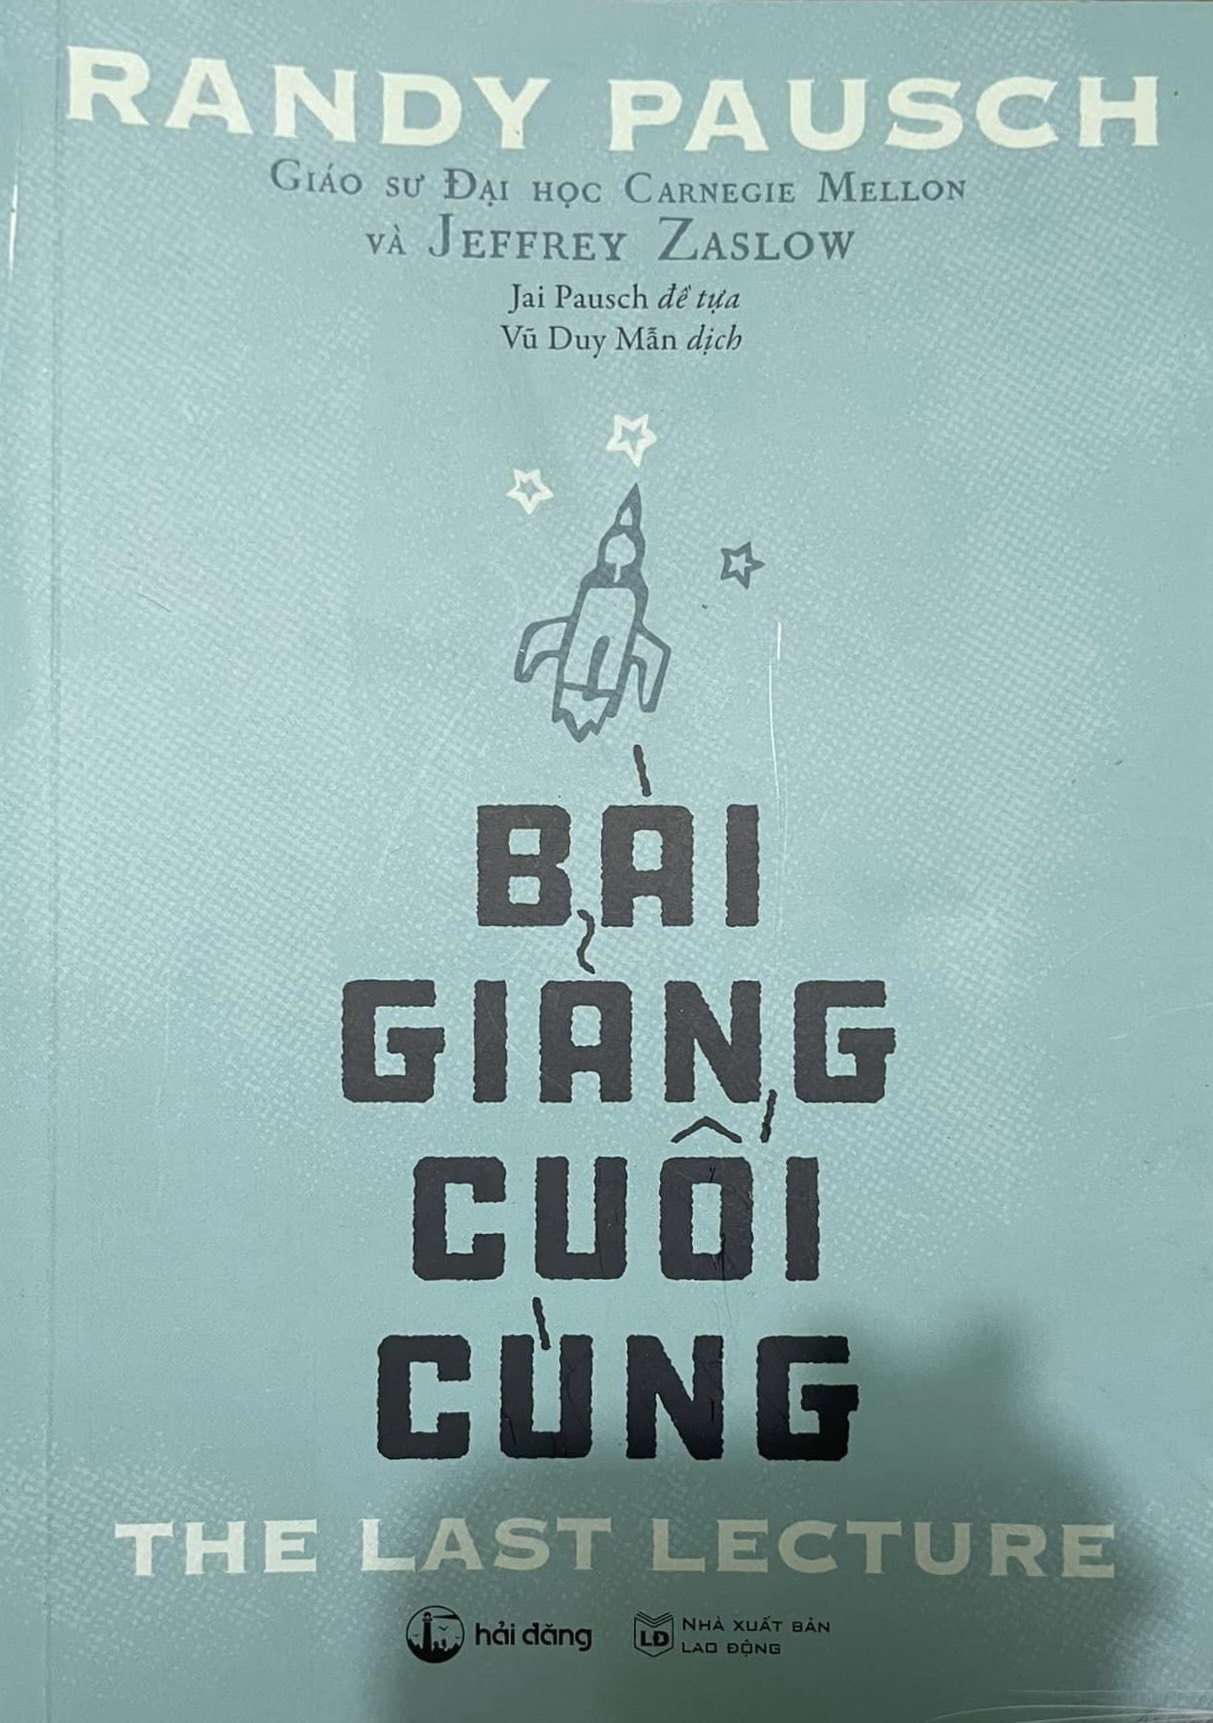 RANDY PAUSCH
GIÁO SƯ ĐẠI HỌC CARNEGIE MELLON
VÀ JEFFREY ZASLOW
Jai Pausch đề tựa
Vũ Duy Mẫn dịch
BÀI
GIẢNG
CUỐI
CÙNG
THE LAST LECTURE
hải đăng
LĐ NHÀ XUẤT BẢN
LAO ĐỘNG